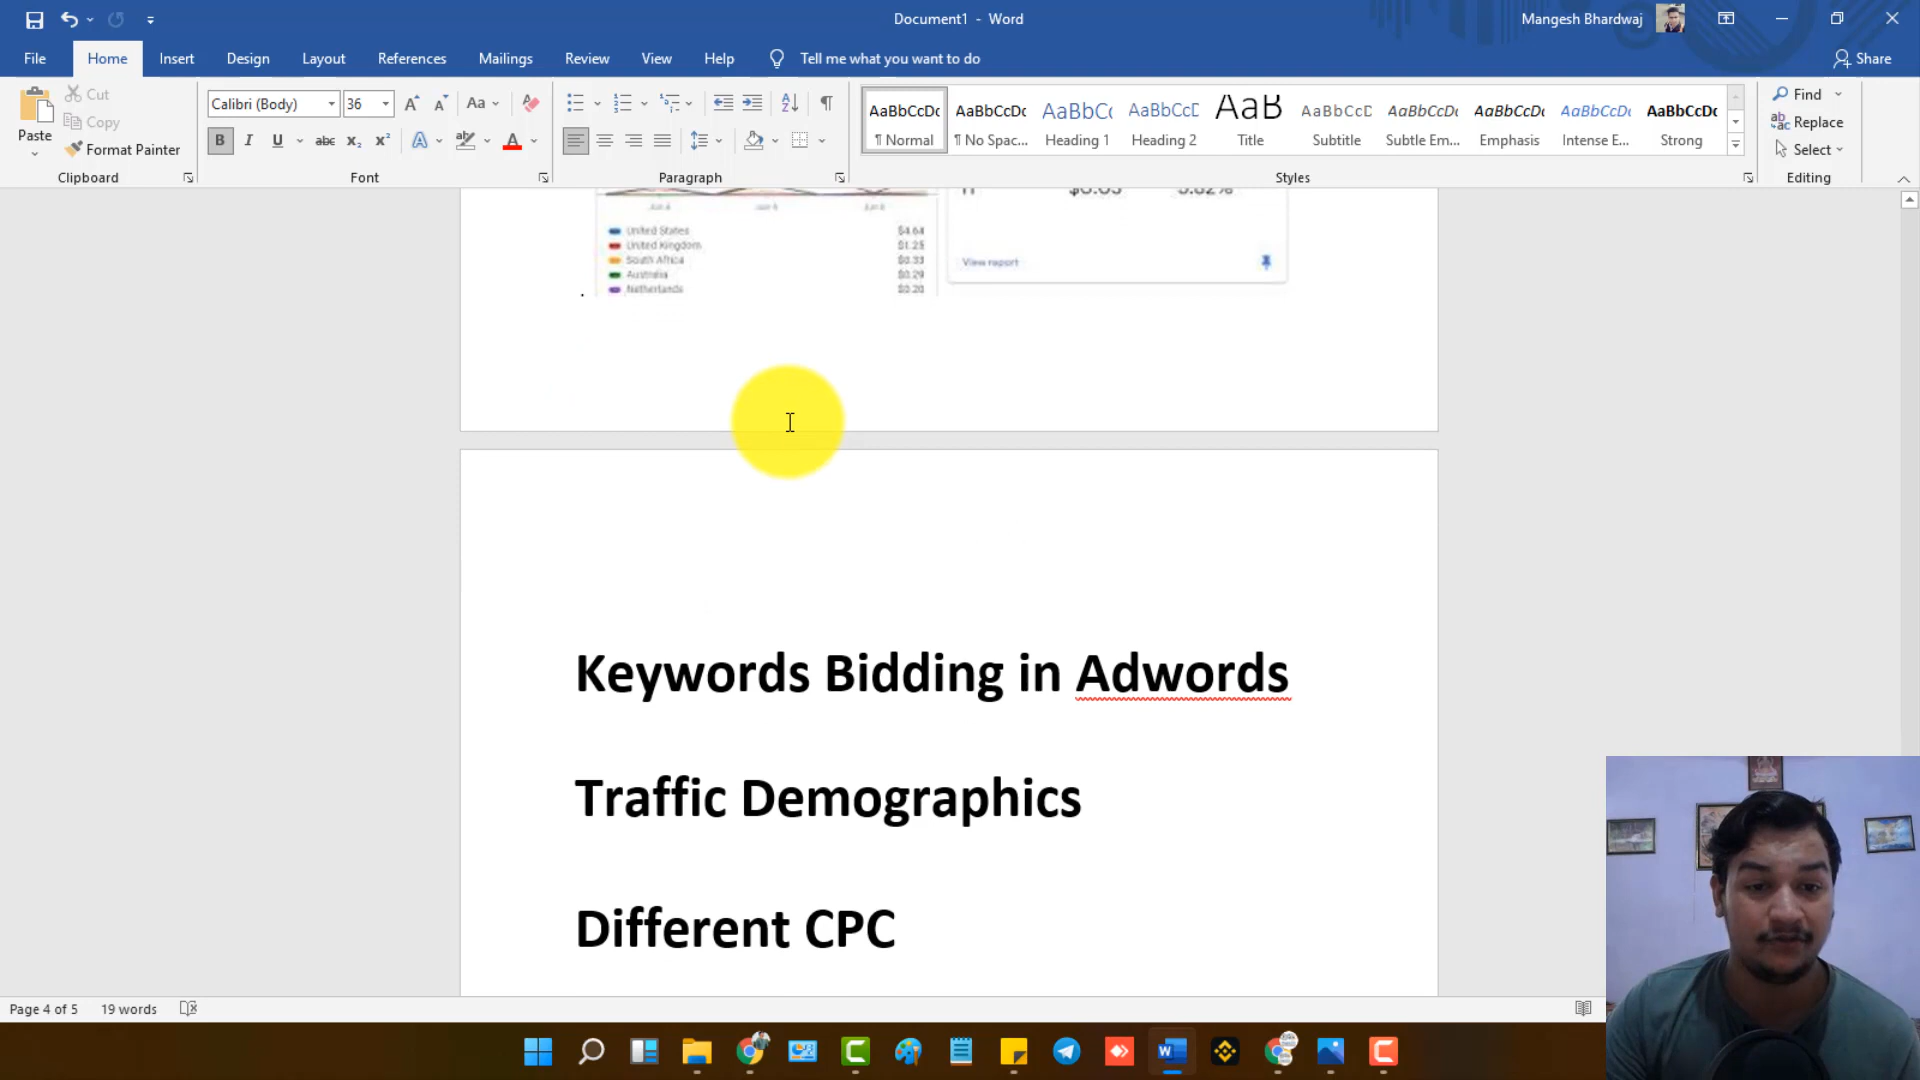 Document1 - Word
Mangesh Bhardwaj
File Home Insert Design Layout References Mailings Review View Help Tell me what you want to do Share
Paste
Cut
Copy
Format Painter
Clipboard
Calibri (Body) 36
Font
Paragraph
AaBbCcDc ¶ Normal
AaBbCcDc ¶ No Spac...
AaBbCc Heading 1
AaBbCcD Heading 2
AaB Title
AaBbCcD Subtitle
AaBbCcDc Subtle Em...
AaBbCcDc Emphasis
AaBbCcDc Intense E...
AaBbCcDc Strong
Styles
Find
Replace
Select
Editing
United States $4.64
United Kingdom $1.25
South Africa $0.33
Australia $0.29
Netherlands $0.20
View report
Keywords Bidding in Adwords
Traffic Demographics
Different CPC
Page 4 of 5 19 words